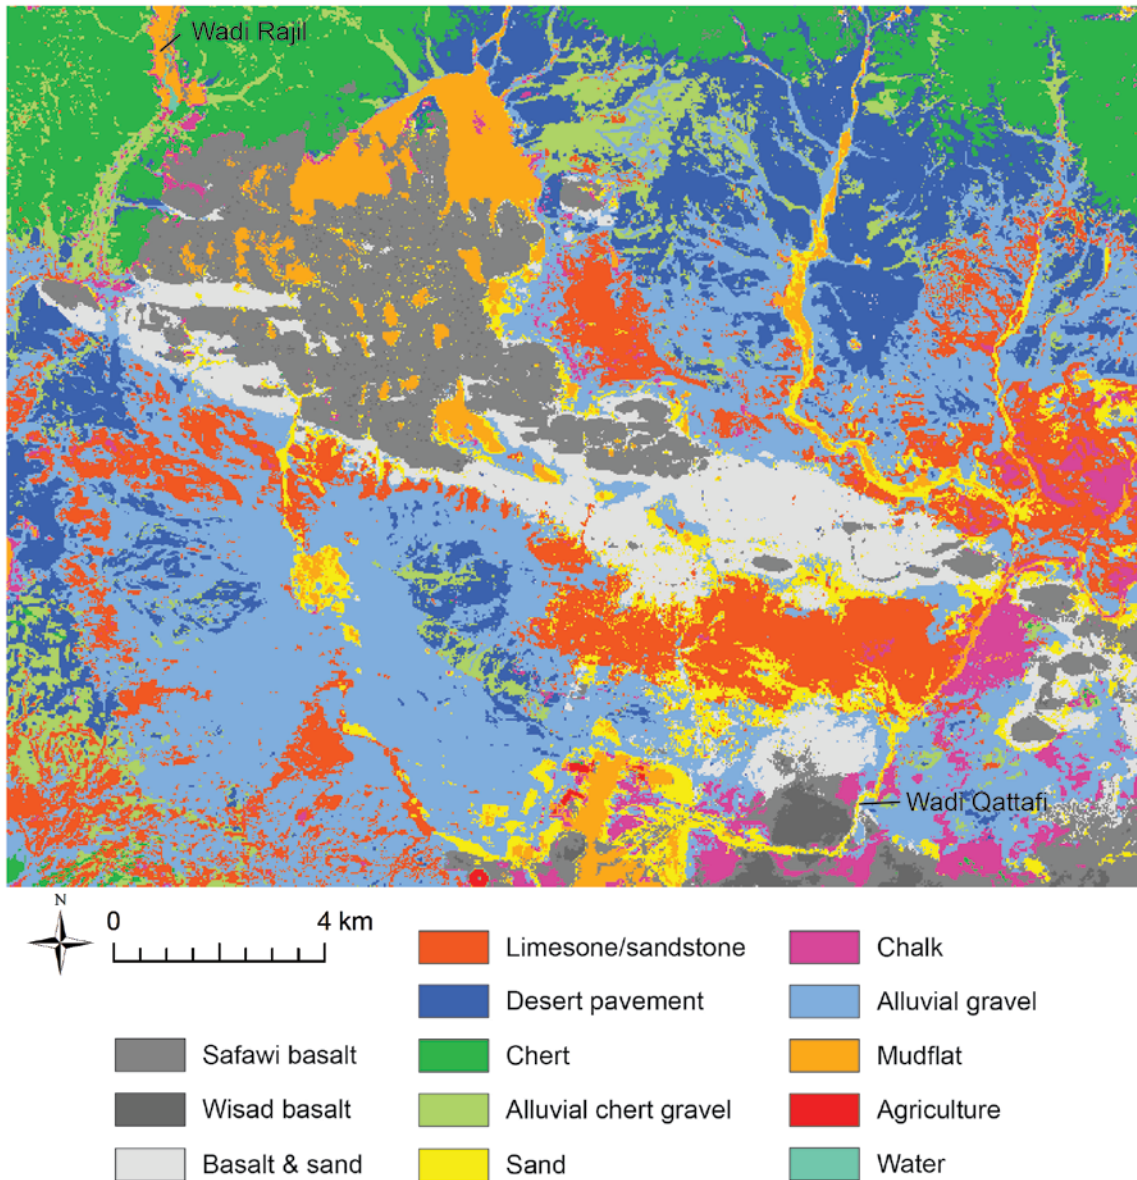 Wadi Rajil
Wadi Qattafi
N
0 4 km
Limesone/sandstone
Chalk
Desert pavement
Alluvial gravel
Safawi basalt
Chert
Mudflat
Wisad basalt
Alluvial chert gravel
Agriculture
Basalt & sand
Sand
Water